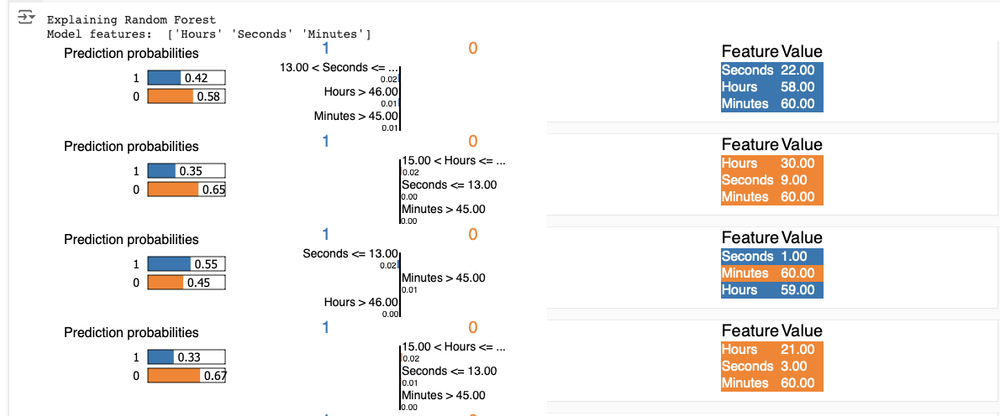 Explaining Random Forest
Model features: ['Hours' 'Seconds' 'Minutes']
Prediction probabilities
1 0.42
0 0.58
1 0
13.00 < Seconds <= ...
0.02
Hours > 46.00
0.01
Minutes > 45.00
0.01
Feature Value
Seconds 22.00
Hours 58.00
Minutes 60.00
Prediction probabilities
1 0.35
0 0.65
1 0
15.00 < Hours <= ...
0.02
Seconds <= 13.00
0.00
Minutes > 45.00
0.00
Feature Value
Hours 30.00
Seconds 9.00
Minutes 60.00
Prediction probabilities
1 0.55
0 0.45
1 0
Seconds <= 13.00
0.02
Minutes > 45.00
0.01
Hours > 46.00
0.00
Feature Value
Seconds 1.00
Minutes 60.00
Hours 59.00
Prediction probabilities
1 0.33
0 0.67
1 0
15.00 < Hours <= ...
0.02
Seconds <= 13.00
0.01
Minutes > 45.00
0.00
Feature Value
Hours 21.00
Seconds 3.00
Minutes 60.00